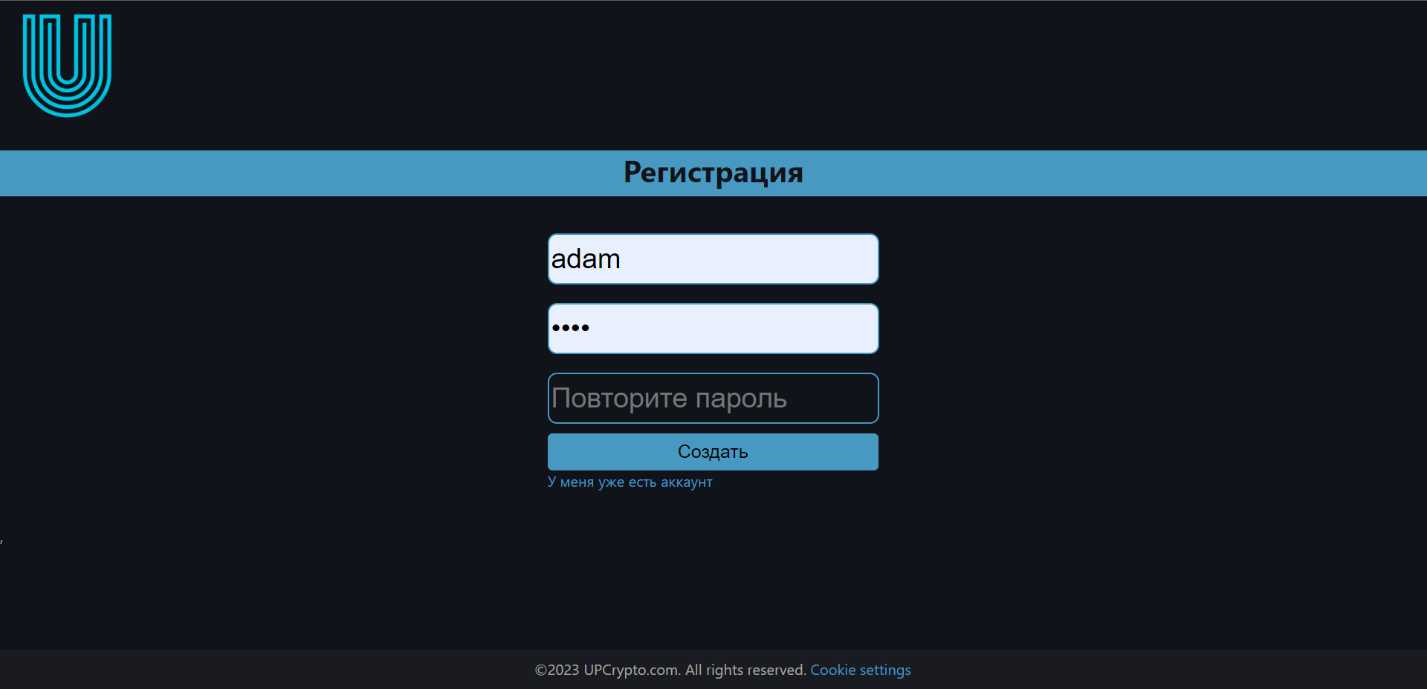 Регистрация
adam
••••
Повторите пароль
Создать
У меня уже есть аккаунт
,
©2023 UPCrypto.com. All rights reserved. Cookie settings